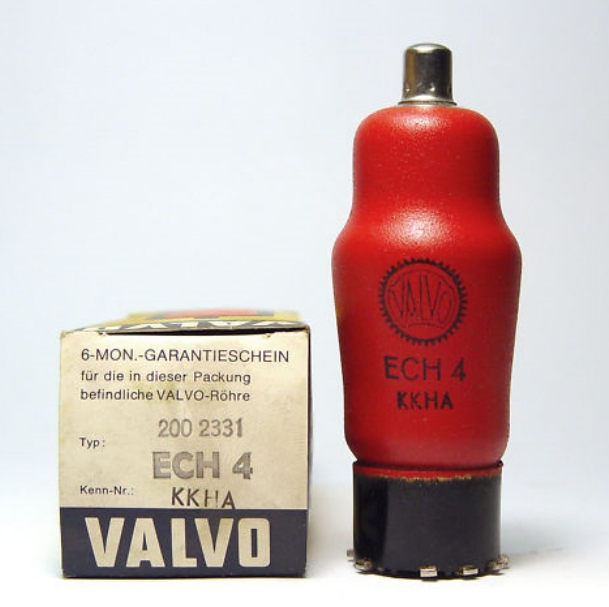 VALVO
6-MON.-GARANTIESCHEIN
für die in dieser Packung
befindliche VALVO-Röhre
200 2331
Typ:
ECH 4
Kenn-Nr.:
KKHA
VALVO
VALVO
ECH 4
KKHA